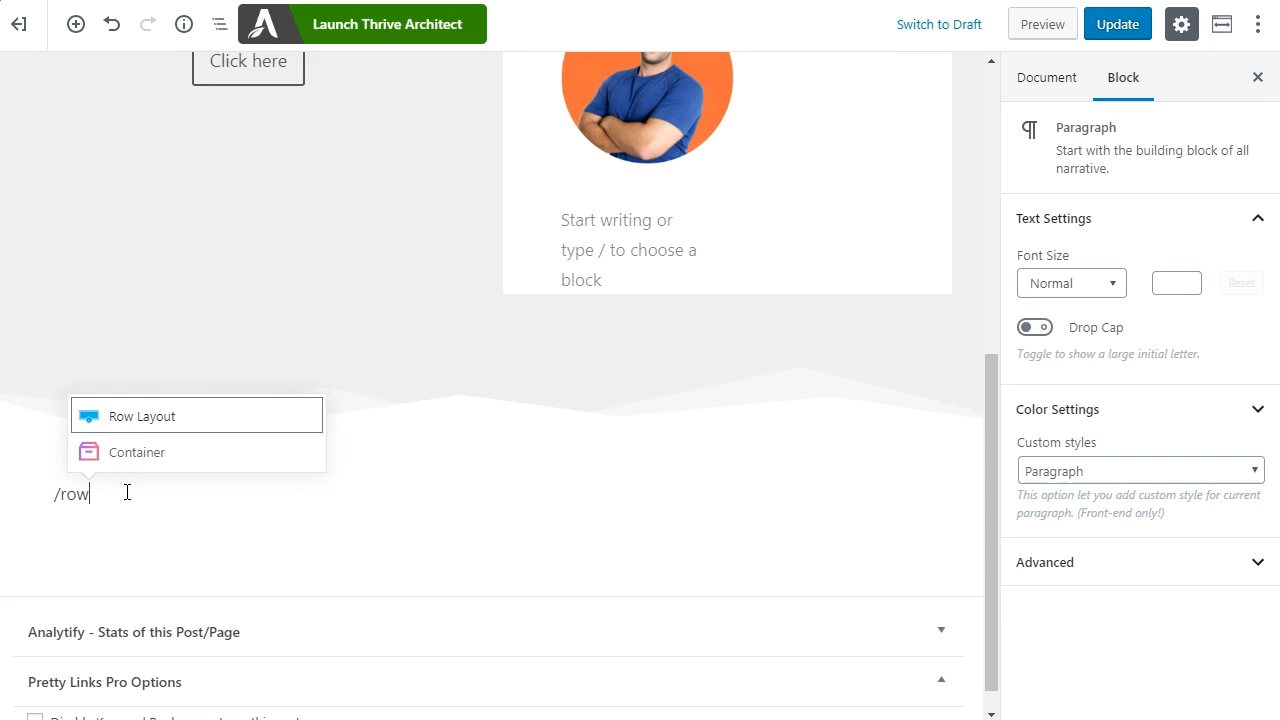 Launch Thrive Architect
Switch to Draft
Preview
Update
Click here
Start writing or
type / to choose a
block
Row Layout
Container
/row
Analytify - Stats of this Post/Page
Pretty Links Pro Options
Document
Block
Paragraph
Start with the building block of all
narrative.
Text Settings
Font Size
Normal
Reset
Drop Cap
Toggle to show a large initial letter.
Color Settings
Custom styles
Paragraph
This option let you add custom style for current
paragraph. (Front-end only!)
Advanced